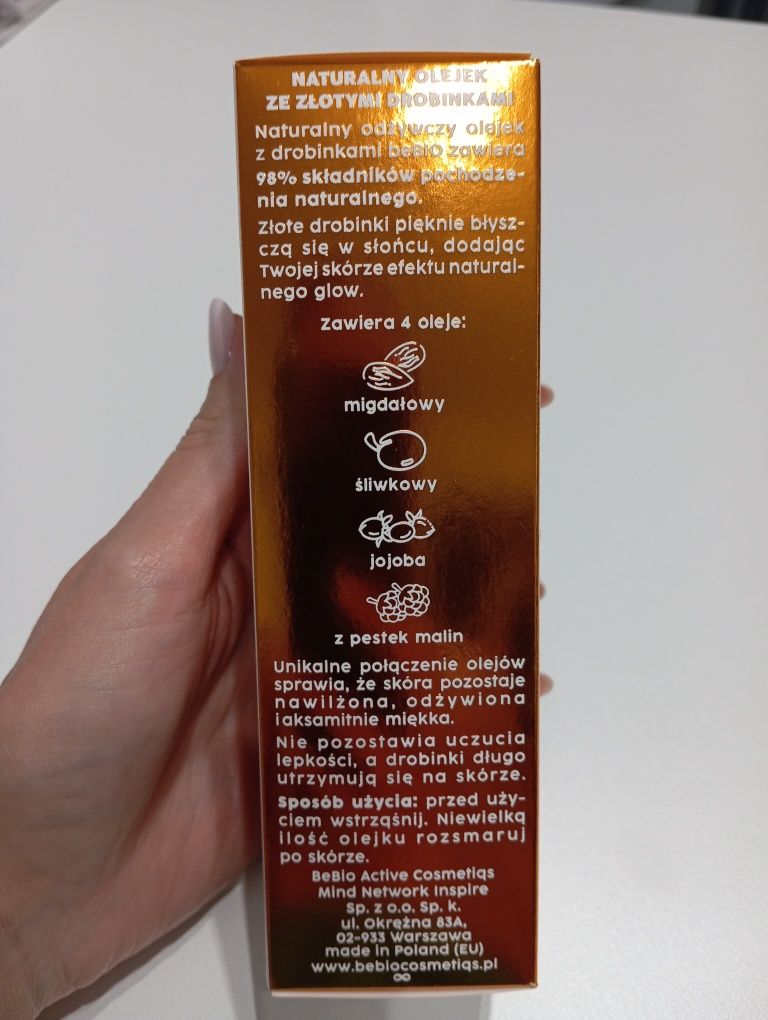 NATURALNY OLEJEK
ZE ZŁOTYMI DROBINKAMI
Naturalny odżywczy olejek
z drobinkami beBIO zawiera
98% składników pochodze-
nia naturalnego.
Złote drobinki pięknie błysz-
czą się w słońcu, dodając
Twojej skórze efektu natural-
nego glow.
Zawiera 4 oleje:
migdałowy
śliwkowy
jojoba
z pestek malin
Unikalne połączenie olejów
sprawia, że skóra pozostaje
nawilżona, odżywiona
i aksamitnie miękka.
Nie pozostawia uczucia
lepkości, a drobinki długo
utrzymują się na skórze.
Sposób użycia: przed uży-
ciem wstrząśnij. Niewielką
ilość olejku rozsmaruj
po skórze.
BeBio Active Cosmetiqs
Mind Network Inspire
Sp. z o.o. Sp. k.
ul. Okrężna 83A,
02-933 Warszawa
made in Poland (EU)
www.bebiocosmetiqs.pl